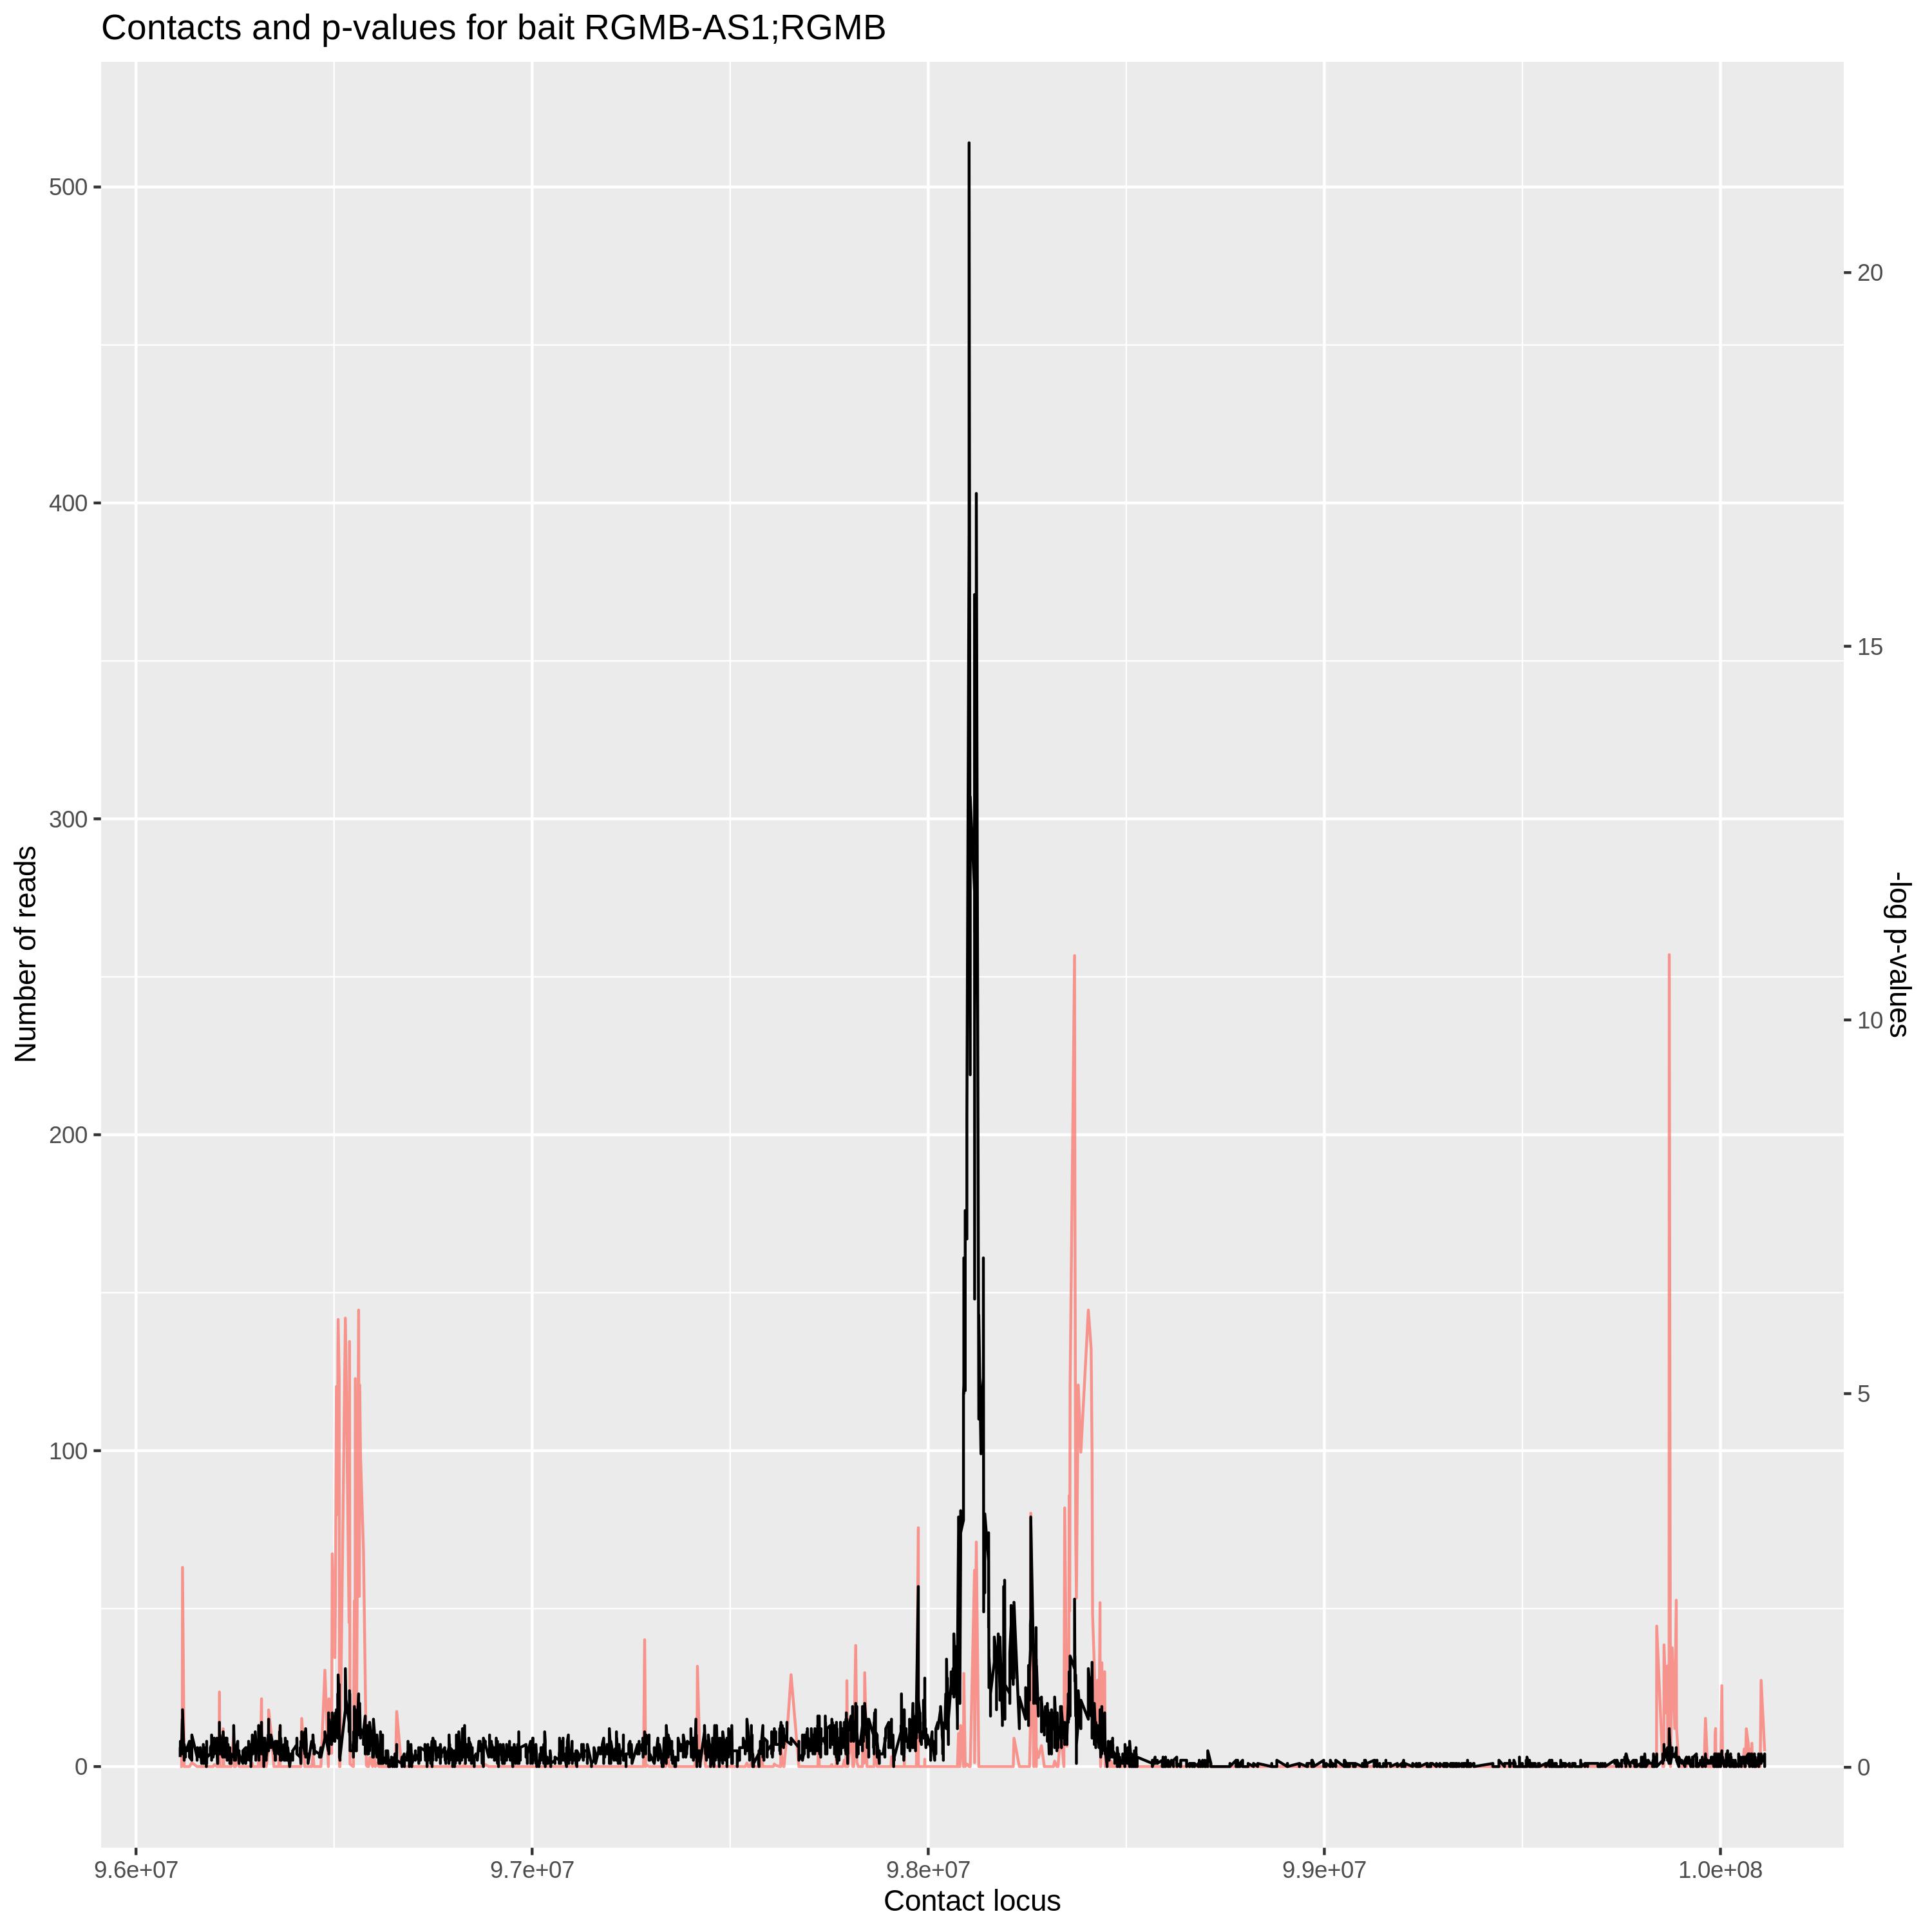 Contacts and p-values for bait RGMB-AS1;RGMB
500
400
300
200
100
0
Number of reads
20
15
10
5
0
-log p-values
9.6e+07 9.7e+07 9.8e+07 9.9e+07 1.0e+08
Contact locus